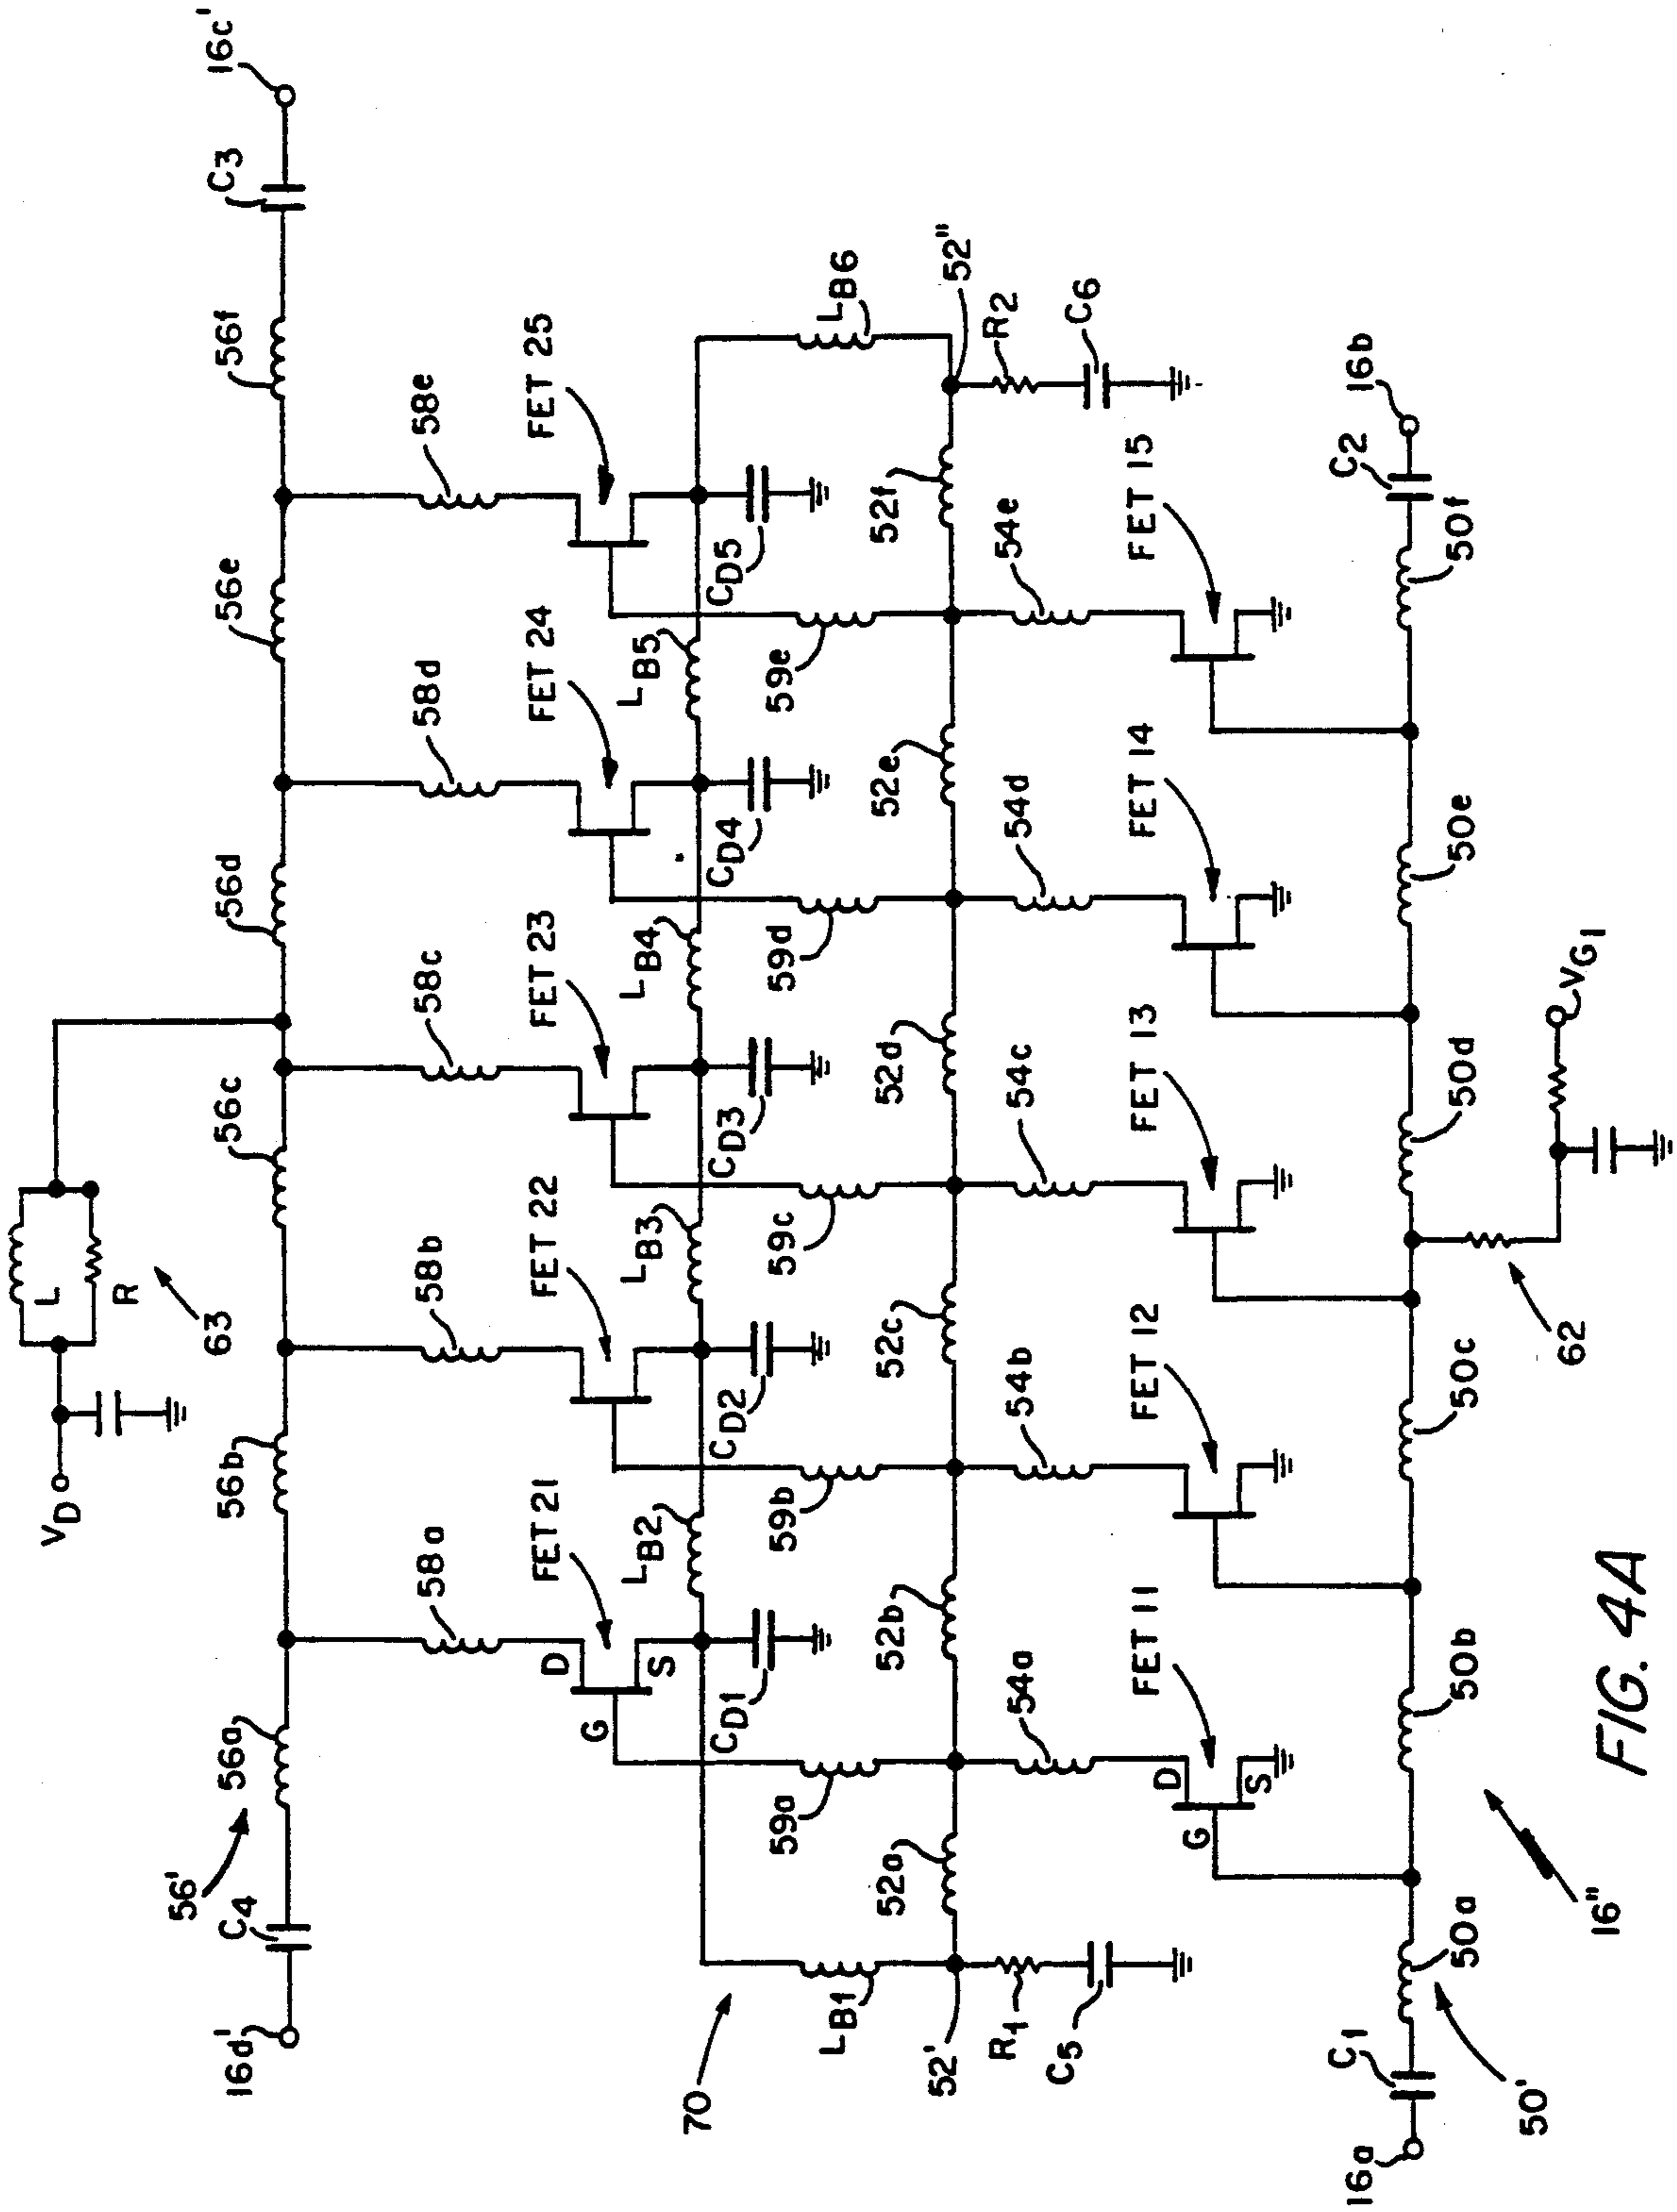 VD
L
R
63
56'
56a
56b
56c
56d
56e
56f
C4
C3
16d'
16c'
58a
58b
58c
58d
58e
FET 21
FET 22
FET 23
FET 24
FET 25
D
G
S
LB2
LB3
LB4
LB5
CD1
CD2
CD3
CD4
CD5
70
LB1
59a
59b
59c
59d
59e
LB6
52'
52a
52b
52c
52d
52e
52f
52"
R1
C5
R2
C6
54a
54b
54c
54d
54e
FET 11
FET 12
FET 13
FET 14
FET 15
D
G
S
16a
C1
50'
50a
50b
50c
50d
50e
50f
C2
16b
62
VG1
16"
FIG. 4A